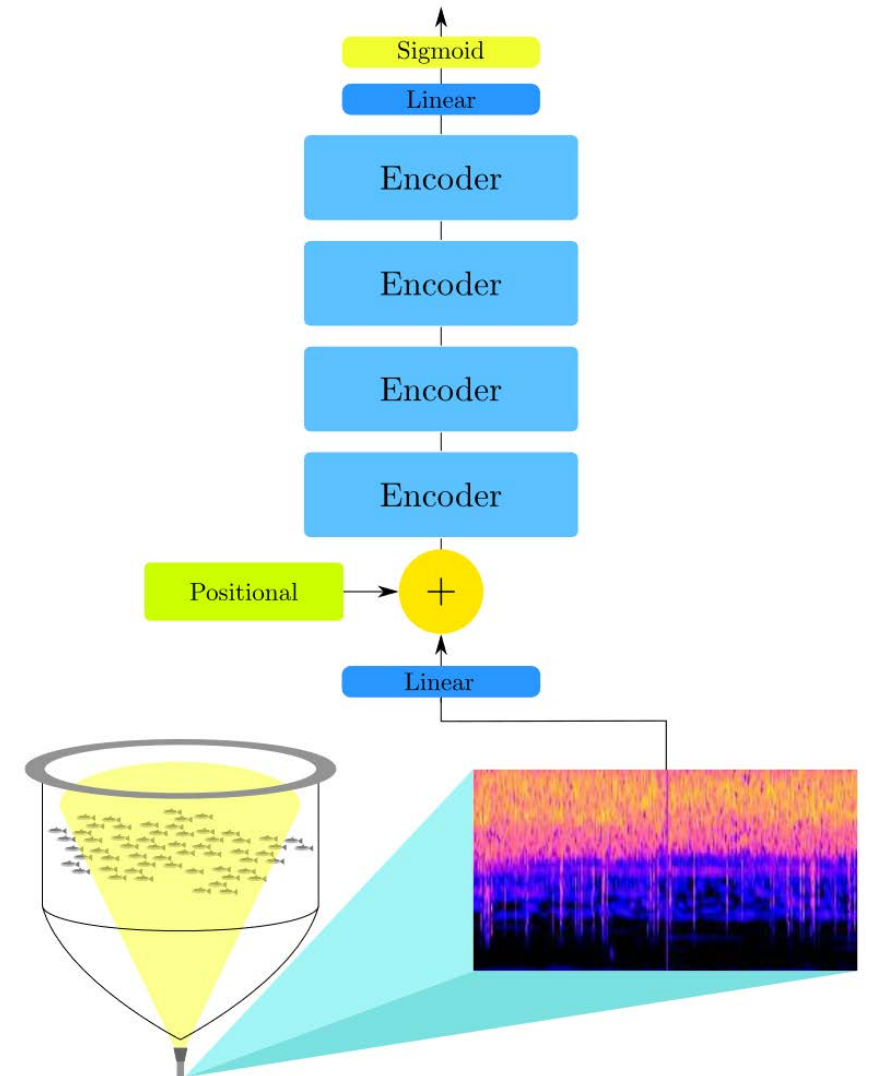 Sigmoid
Linear
Encoder
Encoder
Encoder
Encoder
Positional
+
Linear